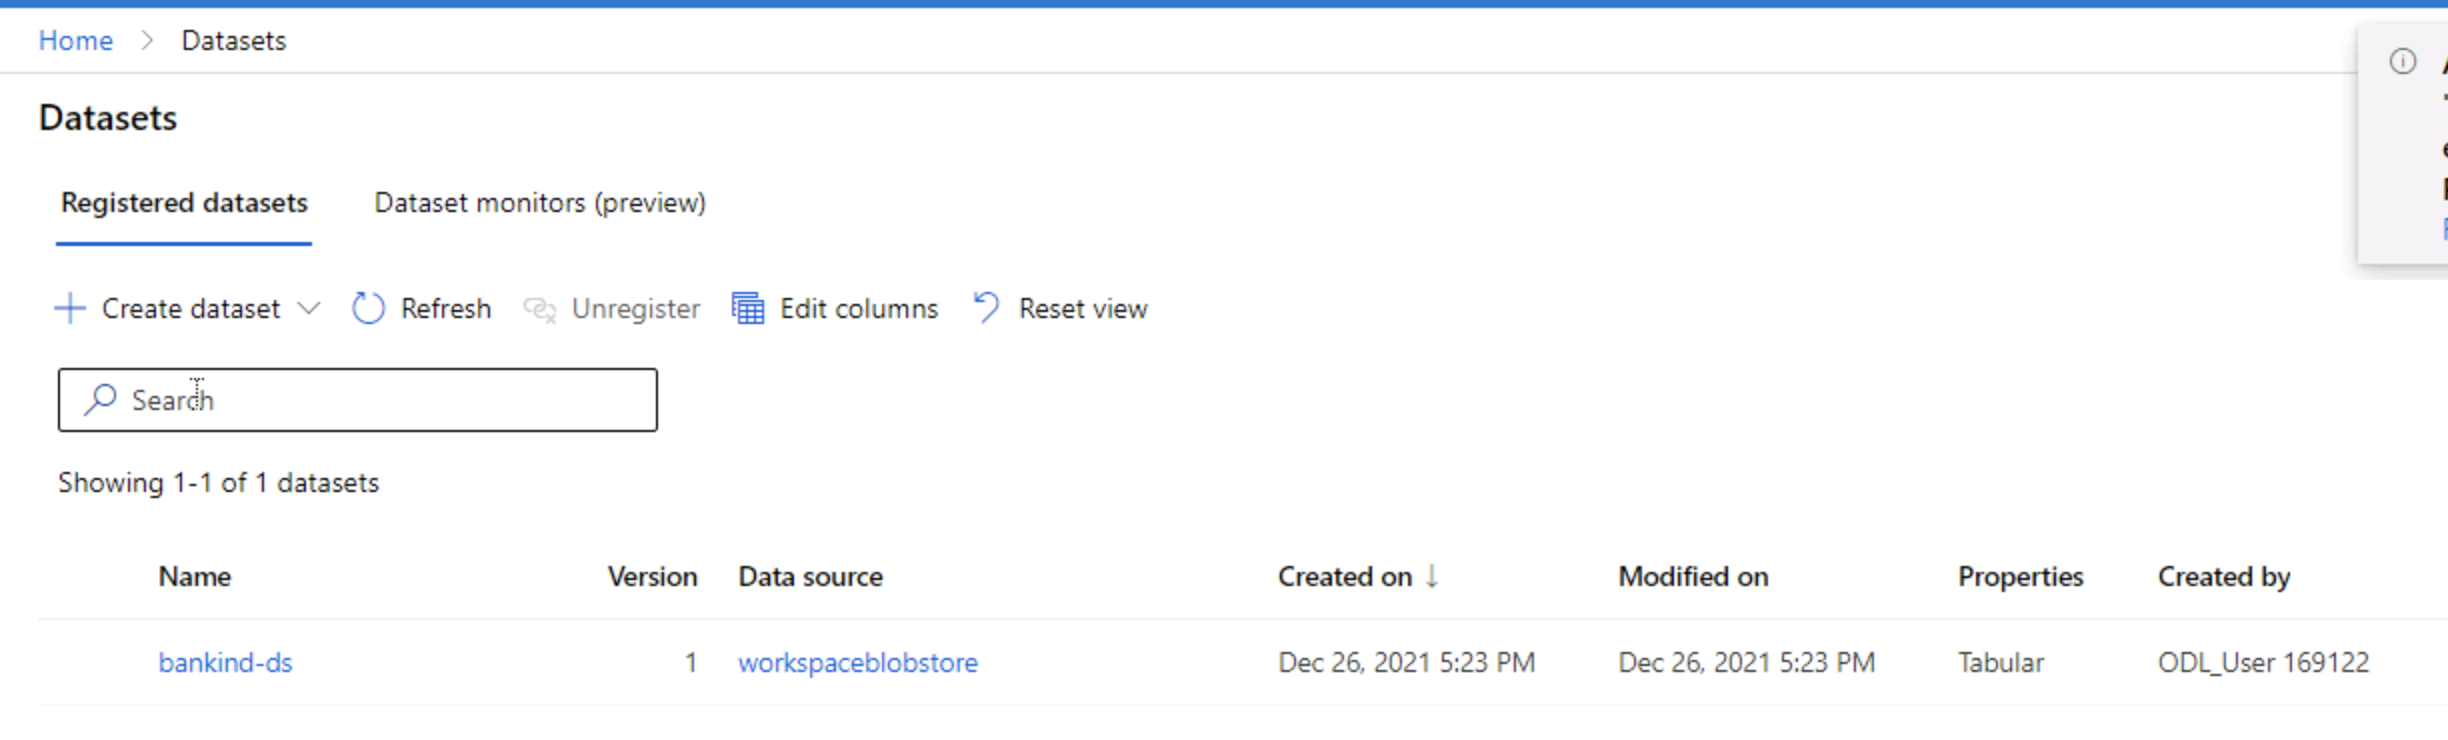 Home > Datasets
Datasets
Registered datasets Dataset monitors (preview)
Create dataset Refresh Unregister Edit columns Reset view
Search
Showing 1-1 of 1 datasets
Name Version Data source Created on ↓ Modified on Properties Created by
bankind-ds 1 workspaceblobstore Dec 26, 2021 5:23 PM Dec 26, 2021 5:23 PM Tabular ODL_User 169122